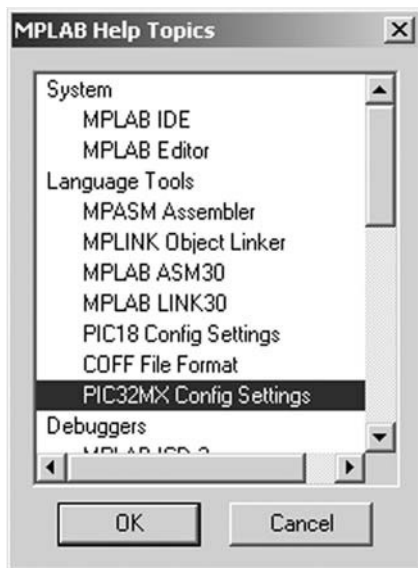 MPLAB Help Topics
System
MPLAB IDE
MPLAB Editor
Language Tools
MPASM Assembler
MPLINK Object Linker
MPLAB ASM30
MPLAB LINK30
PIC18 Config Settings
COFF File Format
PIC32MX Config Settings
Debuggers
OK Cancel